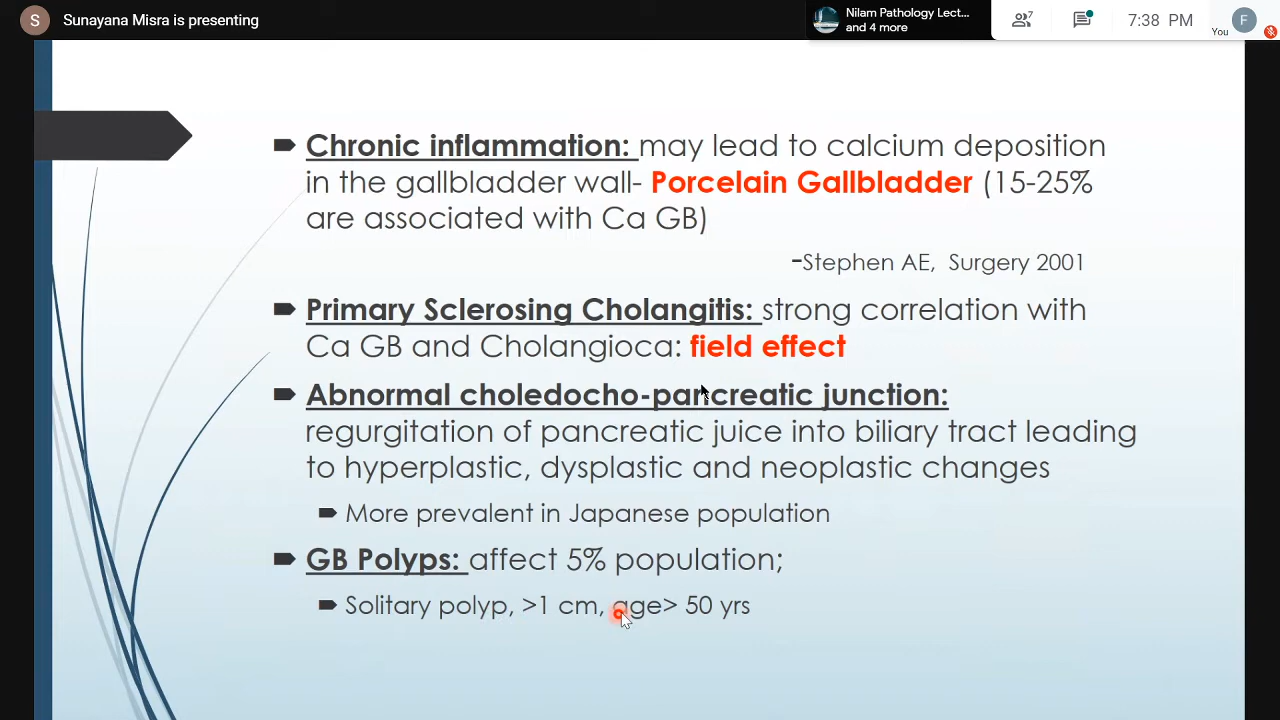 S Sunayana Misra is presenting
Nilam Pathology Lect...
and 4 more
7
7:38 PM
You
F
Chronic inflammation: may lead to calcium deposition
in the gallbladder wall- Porcelain Gallbladder (15-25%
are associated with Ca GB)
-Stephen AE, Surgery 2001
Primary Sclerosing Cholangitis: strong correlation with
Ca GB and Cholangioca: field effect
Abnormal choledocho-pancreatic junction:
regurgitation of pancreatic juice into biliary tract leading
to hyperplastic, dysplastic and neoplastic changes
More prevalent in Japanese population
GB Polyps: affect 5% population;
Solitary polyp, >1 cm, age> 50 yrs